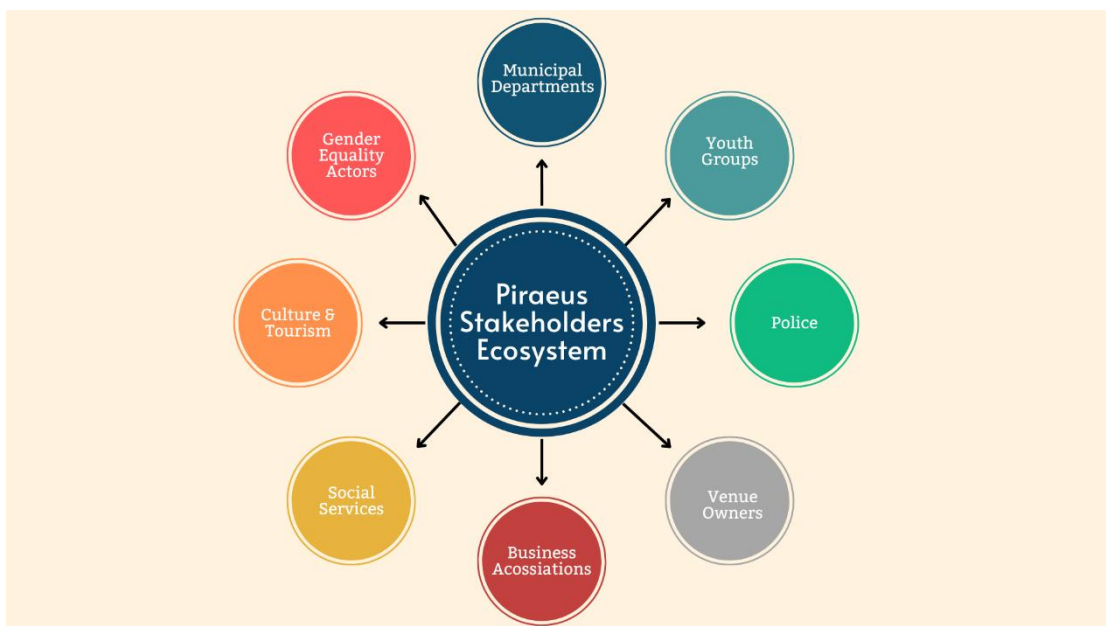 Municipal
Departments
Gender
Equality
Actors
Youth
Groups
Piraeus
Stakeholders
Ecosystem
Culture &
Tourism
Police
Social
Services
Venue
Owners
Business
Acossiations